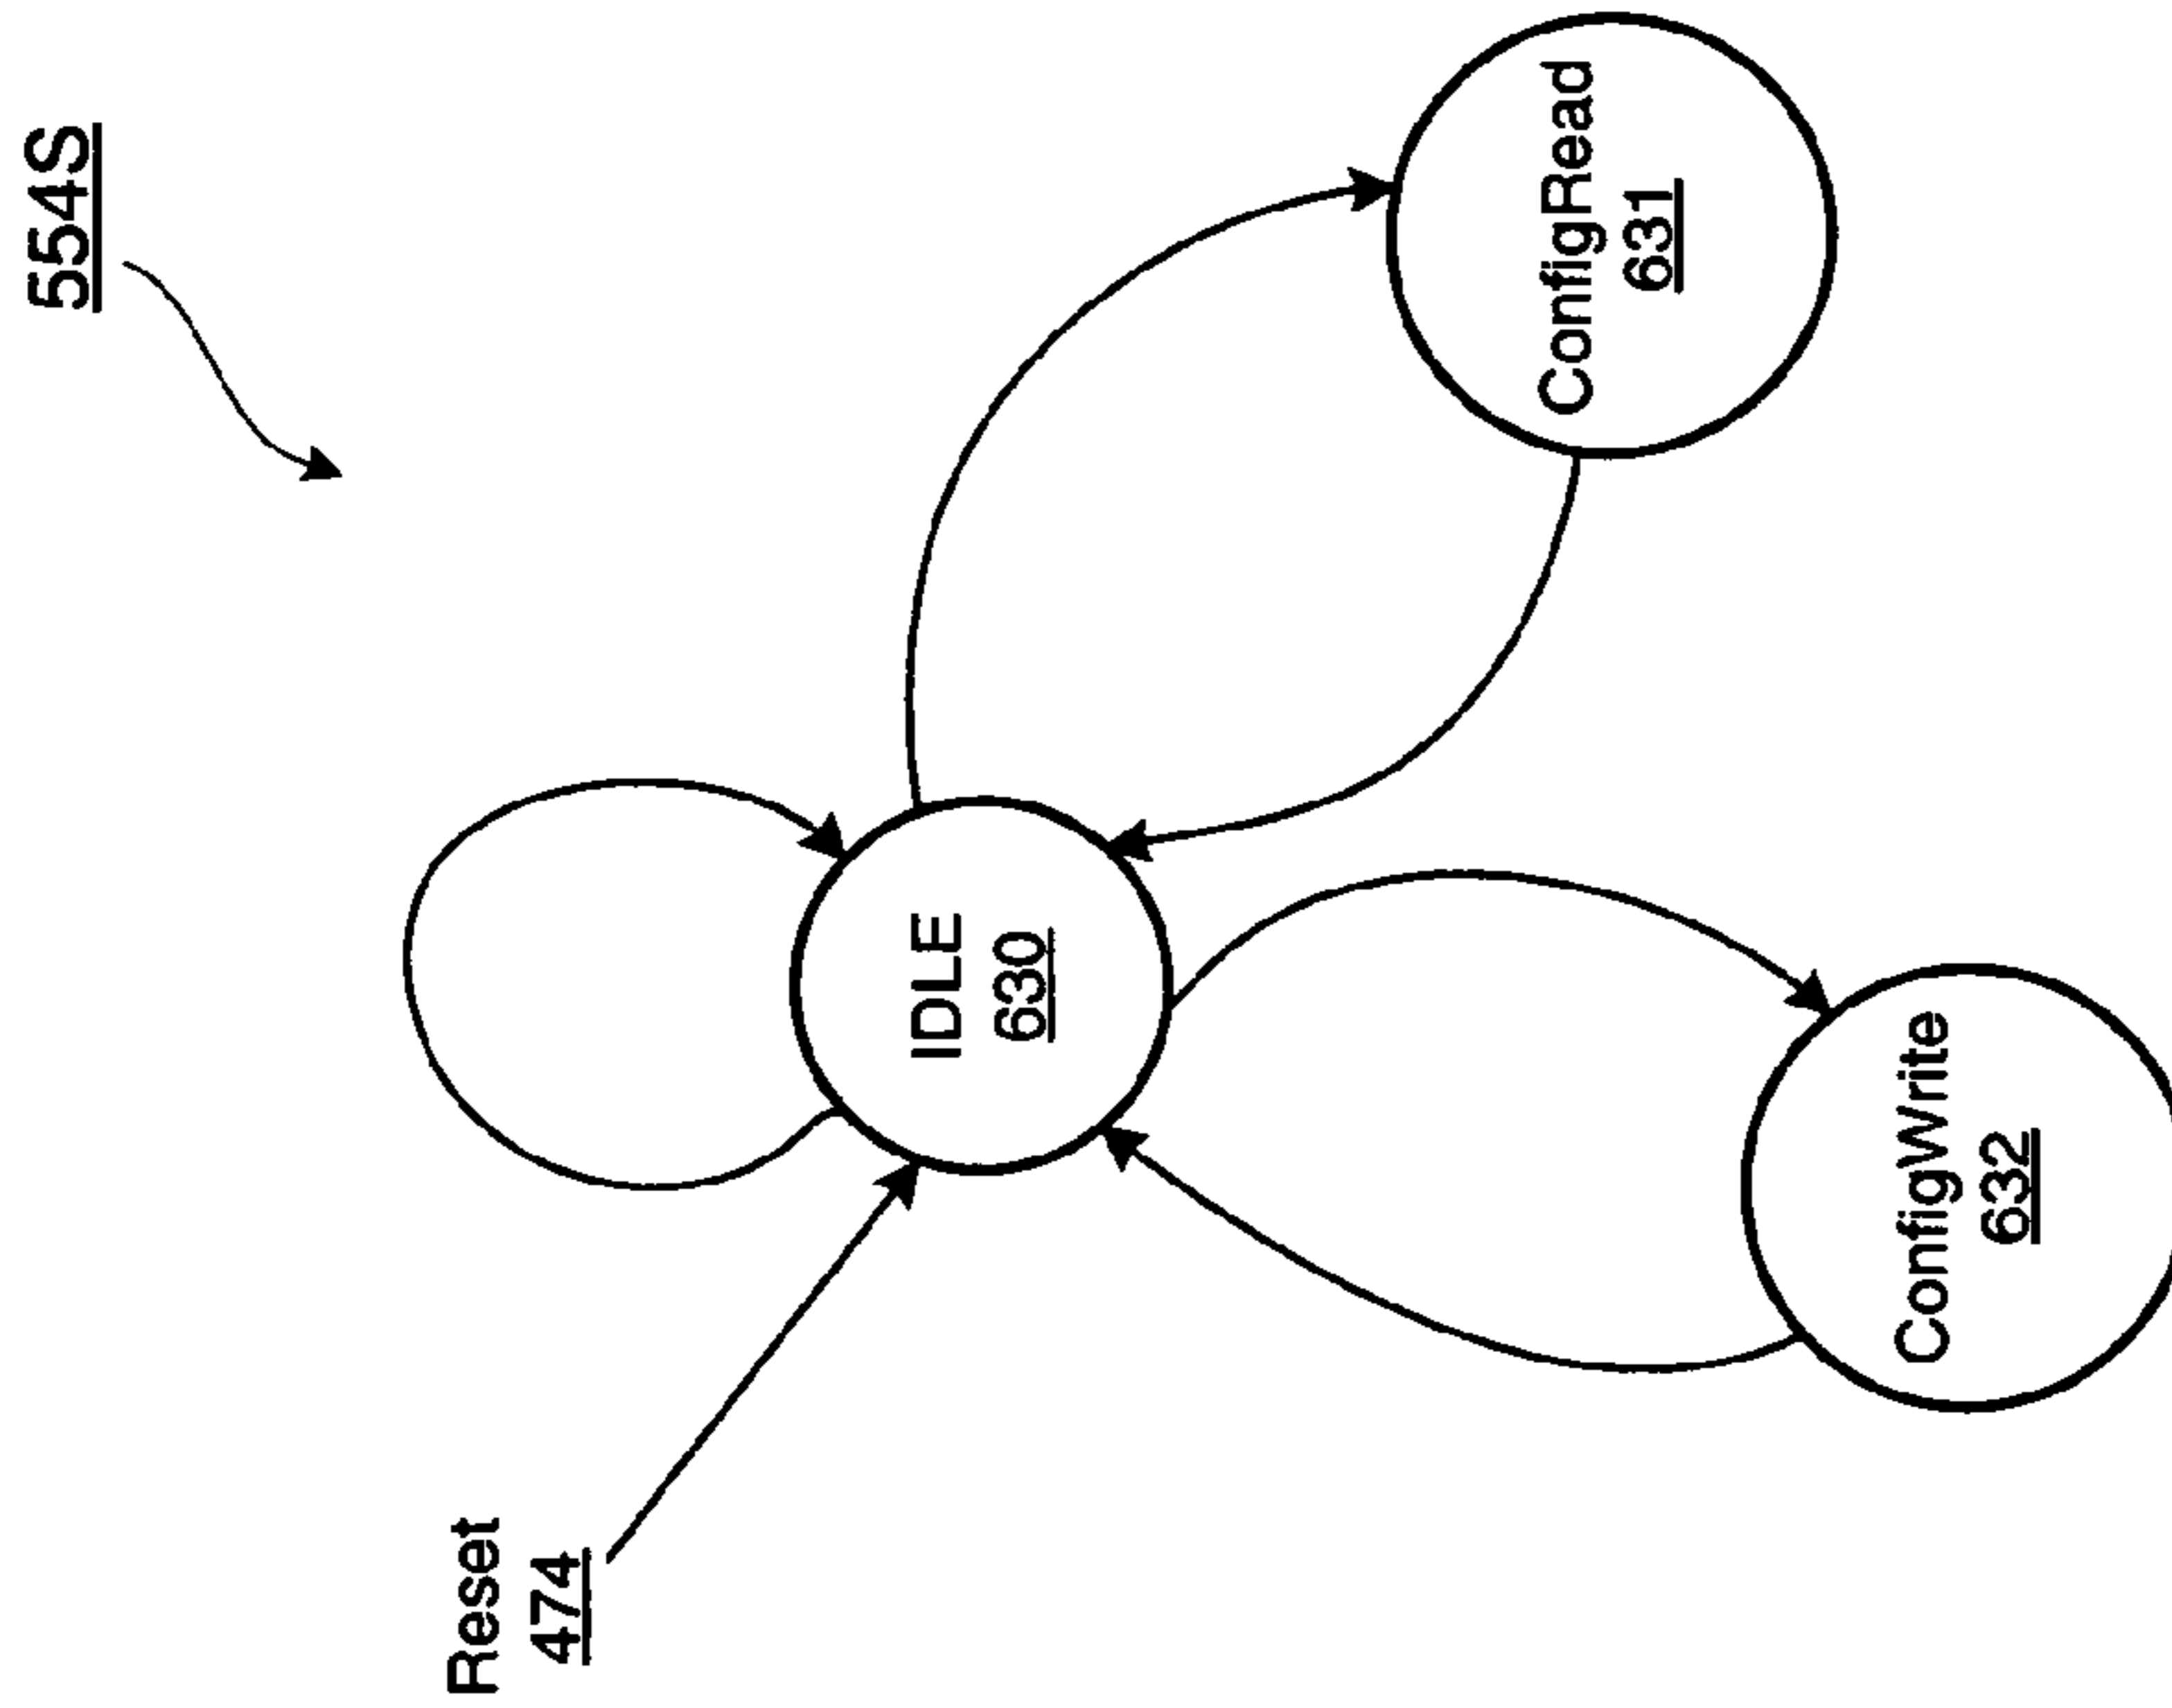 554S
Reset
474
IDLE
630
ConfigRead
631
ConfigWrite
632